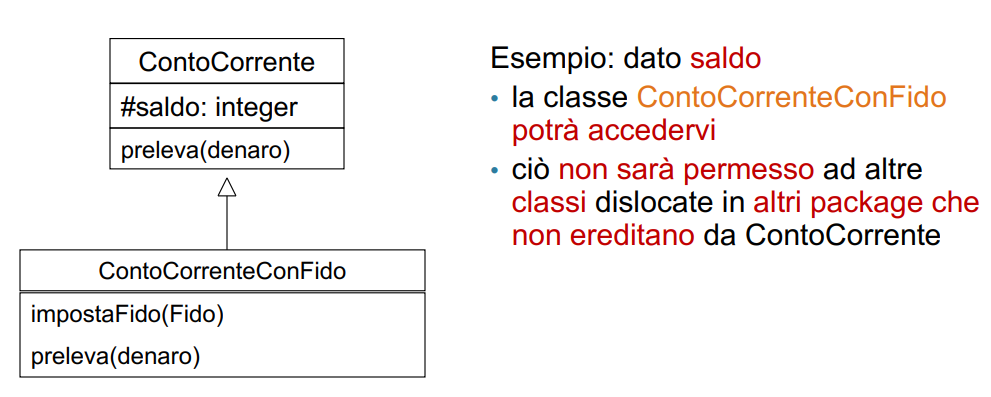 ContoCorrente
#saldo: integer
preleva(denaro)
ContoCorrenteConFido
impostaFido(Fido)
preleva(denaro)
Esempio: dato saldo
• la classe ContoCorrenteConFido
potrà accedervi
• ciò non sarà permesso ad altre
classi dislocate in altri package che
non ereditano da ContoCorrente